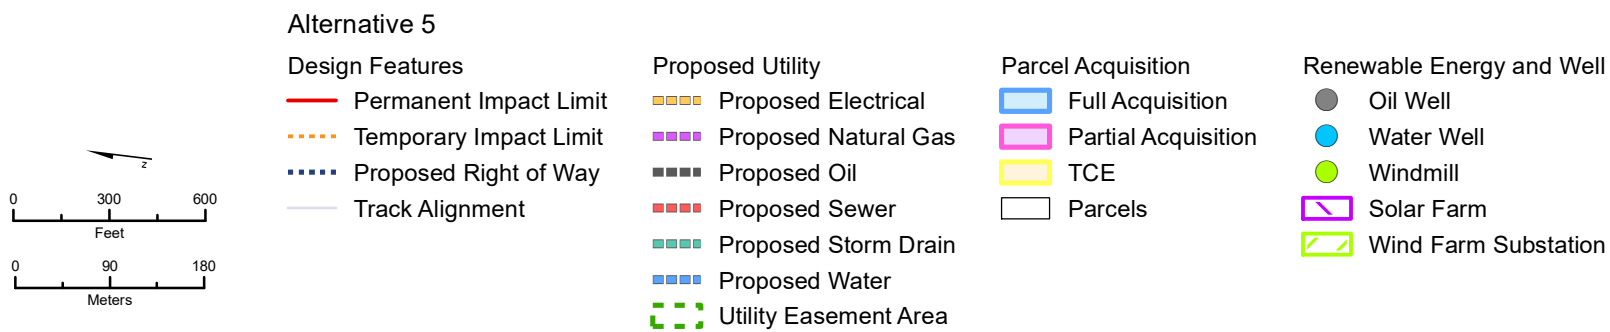 Alternative 5
Design Features
Permanent Impact Limit
Temporary Impact Limit
Proposed Right of Way
Track Alignment
Proposed Utility
Proposed Electrical
Proposed Natural Gas
Proposed Oil
Proposed Sewer
Proposed Storm Drain
Proposed Water
Utility Easement Area
Parcel Acquisition
Full Acquisition
Partial Acquisition
TCE
Parcels
Renewable Energy and Well
Oil Well
Water Well
Windmill
Solar Farm
Wind Farm Substation
z
0 300 600
Feet
0 90 180
Meters